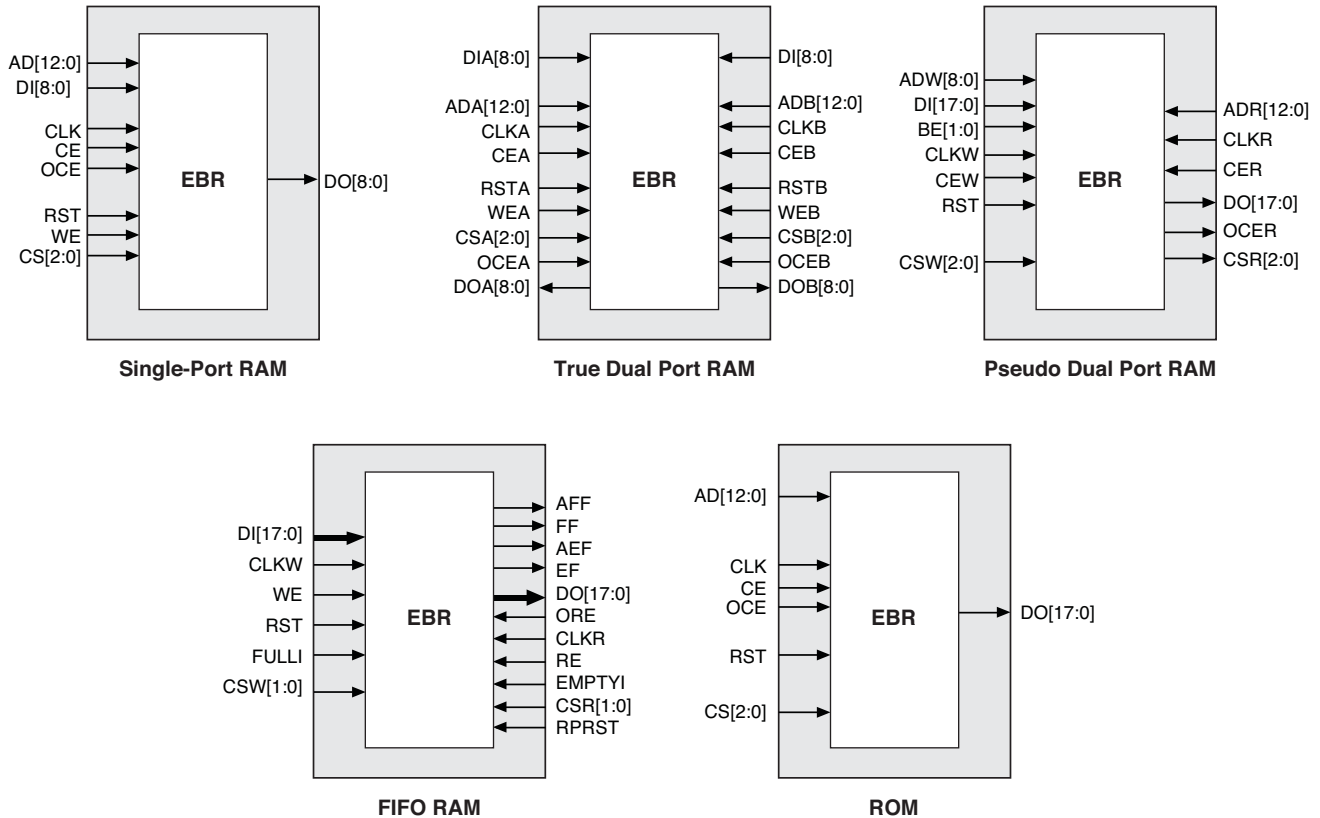 AD[12:0]
DI[8:0]
CLK
CE
OCE
RST
WE
CS[2:0]
EBR
DO[8:0]
Single-Port RAM
DIA[8:0]
ADA[12:0]
CLKA
CEA
RSTA
WEA
CSA[2:0]
OCEA
DOA[8:0]
EBR
DI[8:0]
ADB[12:0]
CLKB
CEB
RSTB
WEB
CSB[2:0]
OCEB
DOB[8:0]
True Dual Port RAM
ADW[8:0]
DI[17:0]
BE[1:0]
CLKW
CEW
RST
CSW[2:0]
EBR
ADR[12:0]
CLKR
CER
DO[17:0]
OCER
CSR[2:0]
Pseudo Dual Port RAM
DI[17:0]
CLKW
WE
RST
FULLI
CSW[1:0]
EBR
AFF
FF
AEF
EF
DO[17:0]
ORE
CLKR
RE
EMPTYI
CSR[1:0]
RPRST
FIFO RAM
AD[12:0]
CLK
CE
OCE
RST
CS[2:0]
EBR
DO[17:0]
ROM